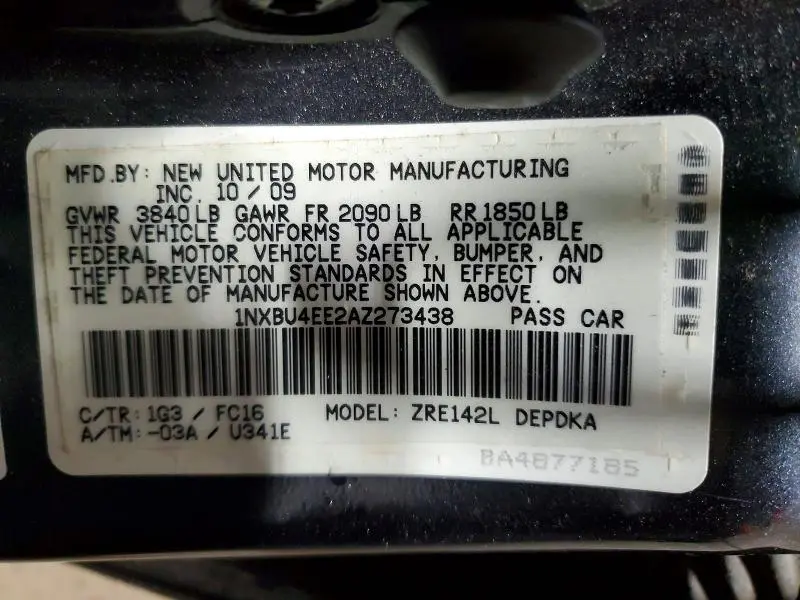 MFD.BY: NEW UNITED MOTOR MANUFACTURING
INC. 10 / 09
GVWR 3840 LB GAWR FR 2090 LB RR 1850 LB
THIS VEHICLE CONFORMS TO ALL APPLICABLE
FEDERAL MOTOR VEHICLE SAFETY, BUMPER, AND
THEFT PREVENTION STANDARDS IN EFFECT ON
THE DATE OF MANUFACTURE SHOWN ABOVE.
1NXBU4EE2AZ273438 PASS CAR
C/TR: 1G3 / FC16 MODEL: ZRE142L DEPDKA
A/TM: -03A / U341E
BA4877185